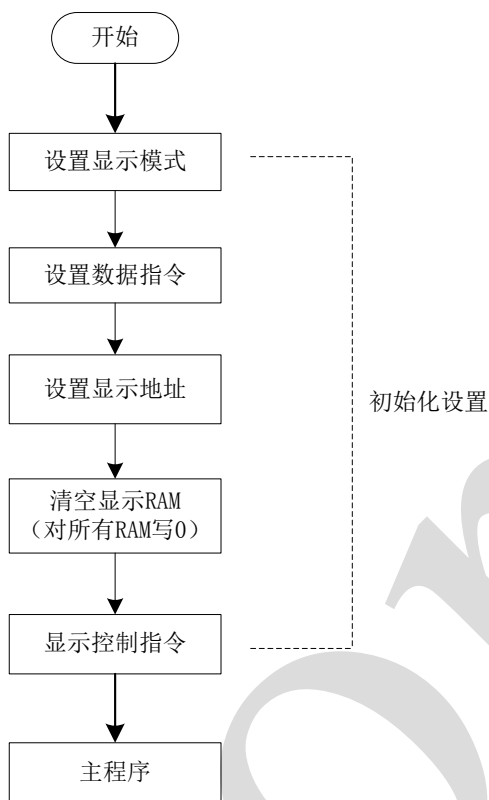 开始
设置显示模式
设置数据指令
设置显示地址
初始化设置
清空显示RAM
（对所有RAM写0）
显示控制指令
主程序